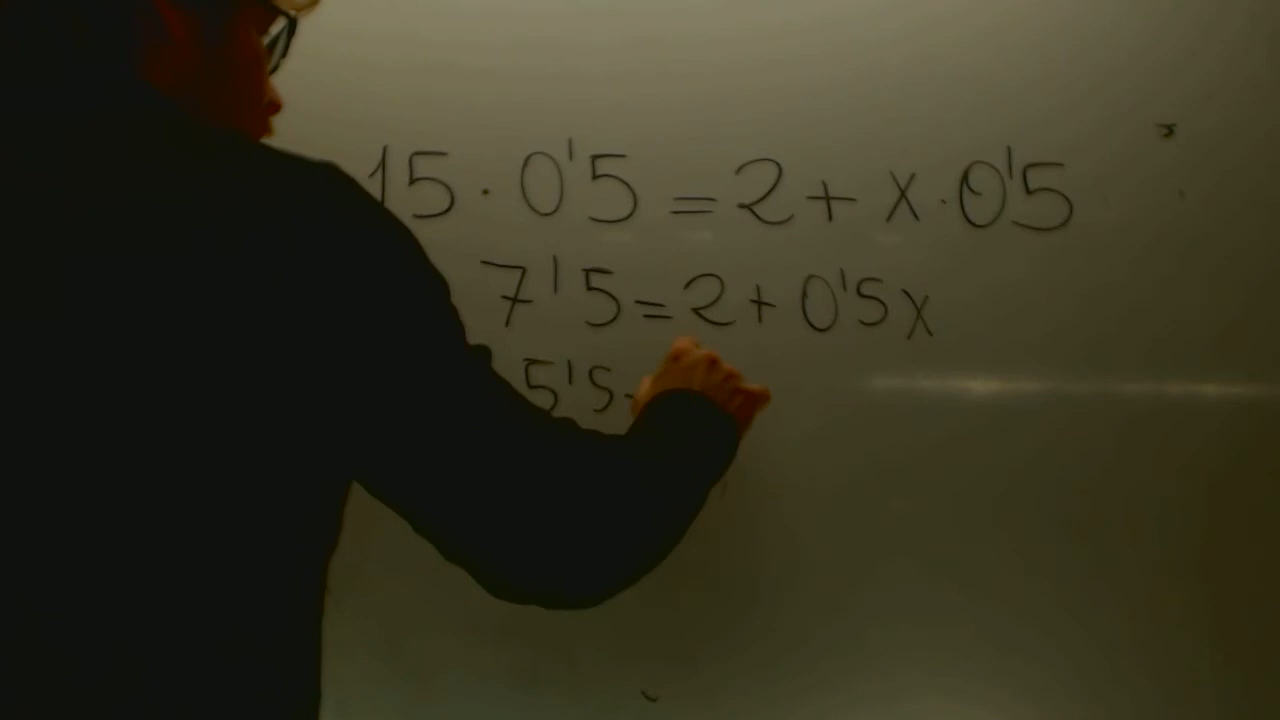 15 · 0'5 = 2 + x · 0'5
7'5 = 2 + 0'5x
5'5